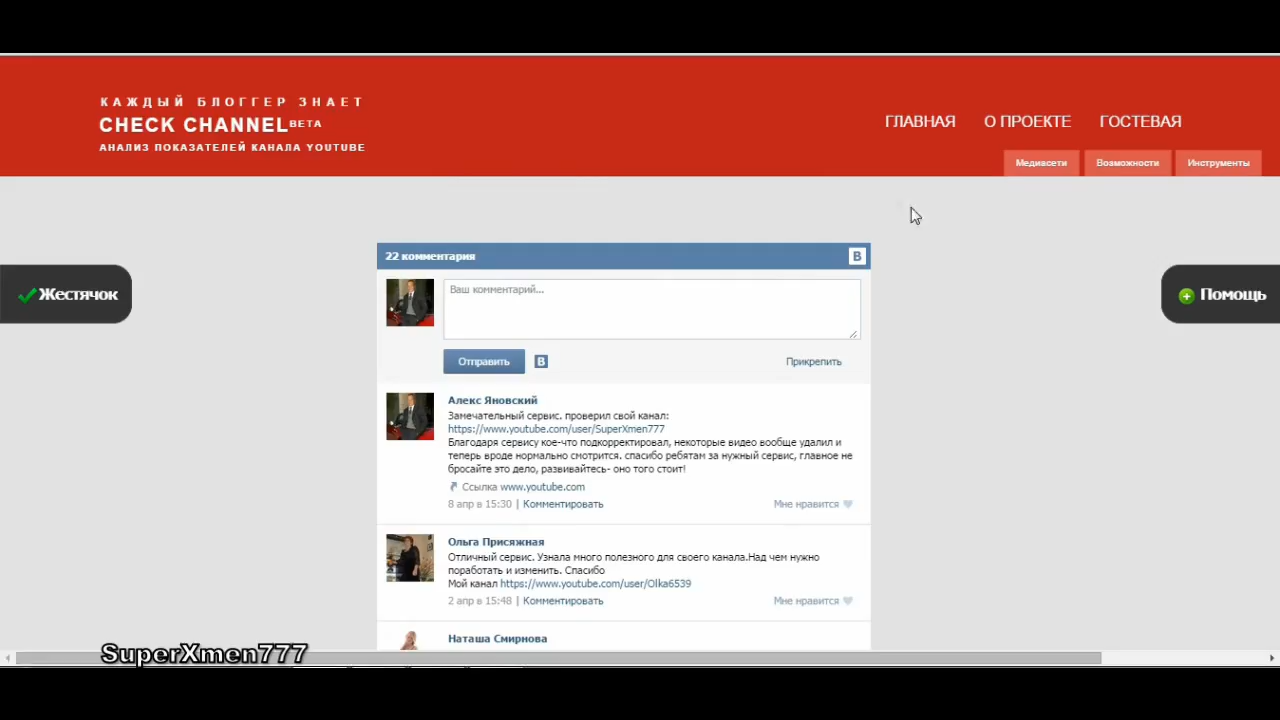 КАЖДЫЙ БЛОГГЕР ЗНАЕТ
CHECK CHANNEL BETA
АНАЛИЗ ПОКАЗАТЕЛЕЙ КАНАЛА YOUTUBE
ГЛАВНАЯ О ПРОЕКТЕ ГОСТЕВАЯ
Медиасети Возможности Инструменты
22 комментария B
Жестячок
Помощь
Ваш комментарий...
Отправить B Прикрепить
Алекс Яновский
Замечательный сервис. проверил свой канал:
https://www.youtube.com/user/SuperXmen777
Благодаря сервису кое-что подкорректировал, некоторые видео вообще удалил и
теперь вроде нормально смотрится. спасибо ребятам за нужный сервис, главное не
бросайте это дело, развивайтесь- оно того стоит!
Ссылка www.youtube.com
8 апр в 15:30 | Комментировать Мне нравится
Ольга Присяжная
Отличный сервис. Узнала много полезного для своего канала.Над чем нужно
поработать и изменить. Спасибо
Мой канал https://www.youtube.com/user/Olka6539
2 апр в 15:48 | Комментировать Мне нравится
Наташа Смирнова
SuperXmen777